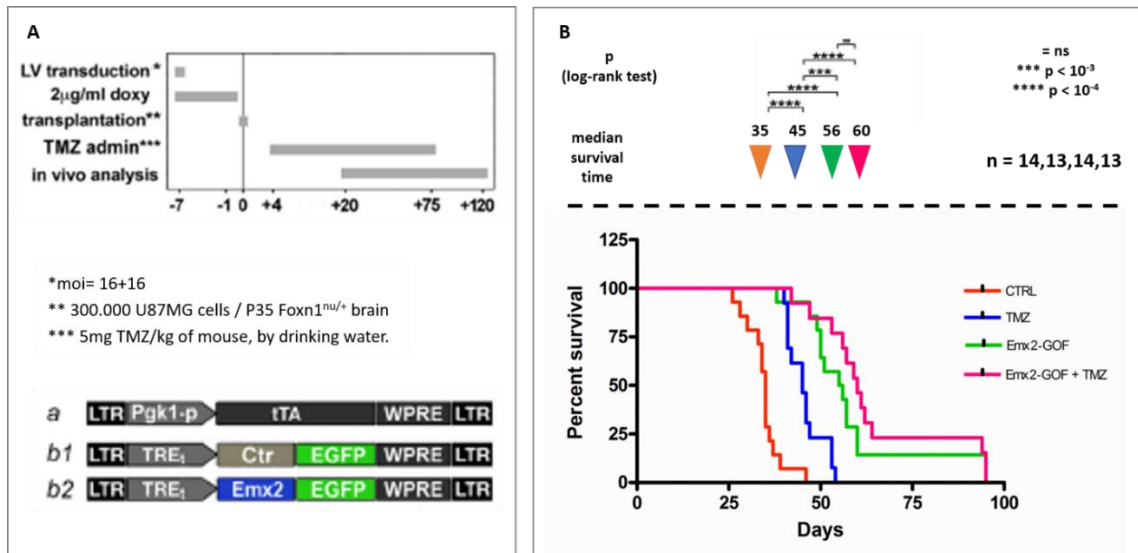 A
LV transduction*
2µg/ml doxy
transplantation**
TMZ admin***
in vivo analysis
-7 -1 0 +4 +20 +75 +120
*moi= 16+16
** 300.000 U87MG cells / P35 Foxn1nu/+ brain
*** 5mg TMZ/kg of mouse, by drinking water.
a LTR Pgk1-p tTA WPRE LTR
b1 LTR TREt Ctr EGFP WPRE LTR
b2 LTR TREt Emx2 EGFP WPRE LTR
B
p
(log-rank test)
=
****
***
****
****
= ns
*** p < 10-3
**** p < 10-4
median
survival
time
35 45 56 60
n = 14,13,14,13
Percent survival
125
100
75
50
25
0
0 25 50 75 100
Days
CTRL
TMZ
Emx2-GOF
Emx2-GOF + TMZ